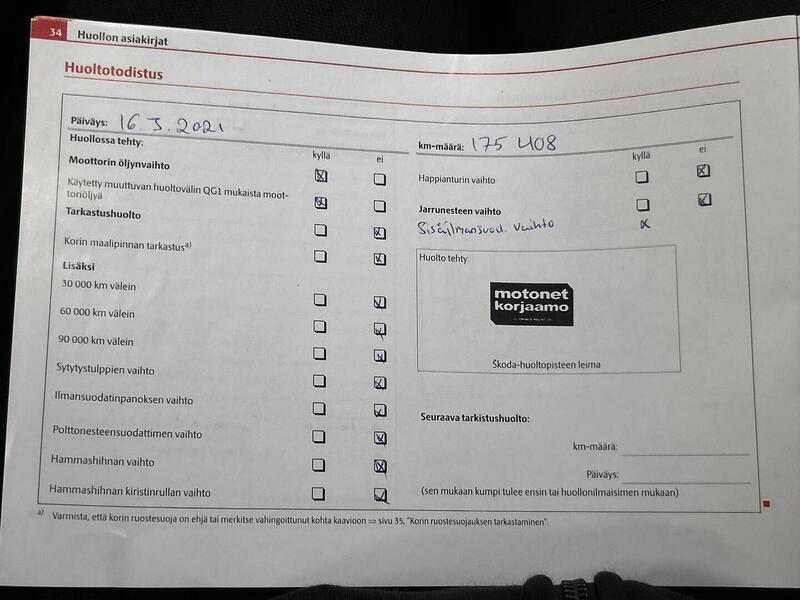 34 Huollon asiakirjat
Huoltotodistus
Päiväys: 16.3.2021
Huollossa tehty:
kyllä ei
Moottorin öljynvaihto
Käytetty muuttuvan huoltovälin QG1 mukaista moot-
toriöljyä
Tarkastushuolto
Korin maalipinnan tarkastus a)
Lisäksi
30 000 km välein
60 000 km välein
90 000 km välein
Sytytystulppien vaihto
Ilmansuodatinpanoksen vaihto
Polttonesteensuodattimen vaihto
Hammashihnan vaihto
Hammashihnan kiristinrullan vaihto
km-määrä: 175 408
kyllä ei
Happianturin vaihto
Jarrunesteen vaihto
Sisäilmansuod. vaihto x
Huolto tehty:
motonet
korjaamo
Škoda-huoltopisteen leima
Seuraava tarkistushuolto:
km-määrä:
Päiväys:
(sen mukaan kumpi tulee ensin tai huollonilmaisimen mukaan)
a) Varmista, että korin ruostesuoja on ehjä tai merkitse vahingoittunut kohta kaavioon ⇒ sivu 35, "Korin ruostesuojauksen tarkastaminen".